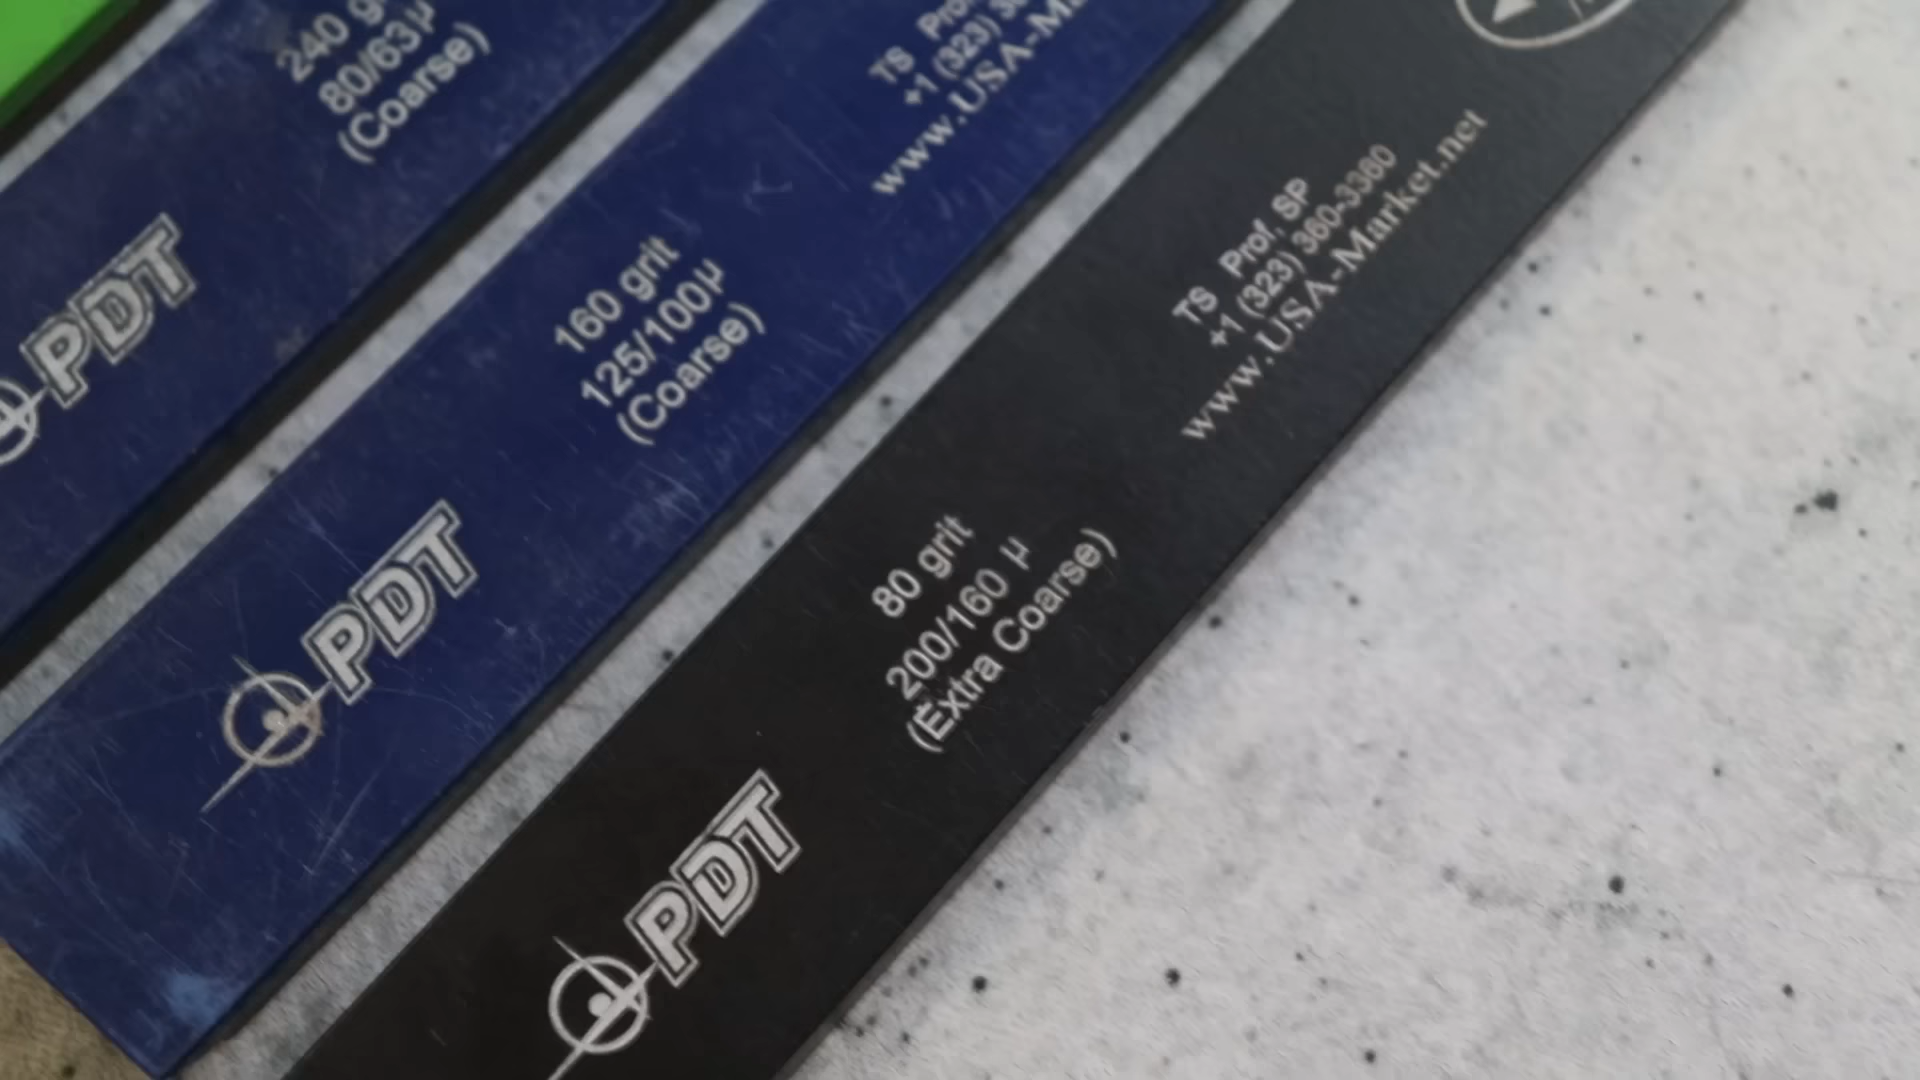 240
80/63µ
(Coarse)
PDT
TS
+1 (323)
www.USA-
160 grit
125/100µ
(Coarse)
PDT
TS Prof, SP
+1 (323) 360-3360
www.USA-Market.net
80 grit
200/160 µ
(Extra Coarse)
PDT